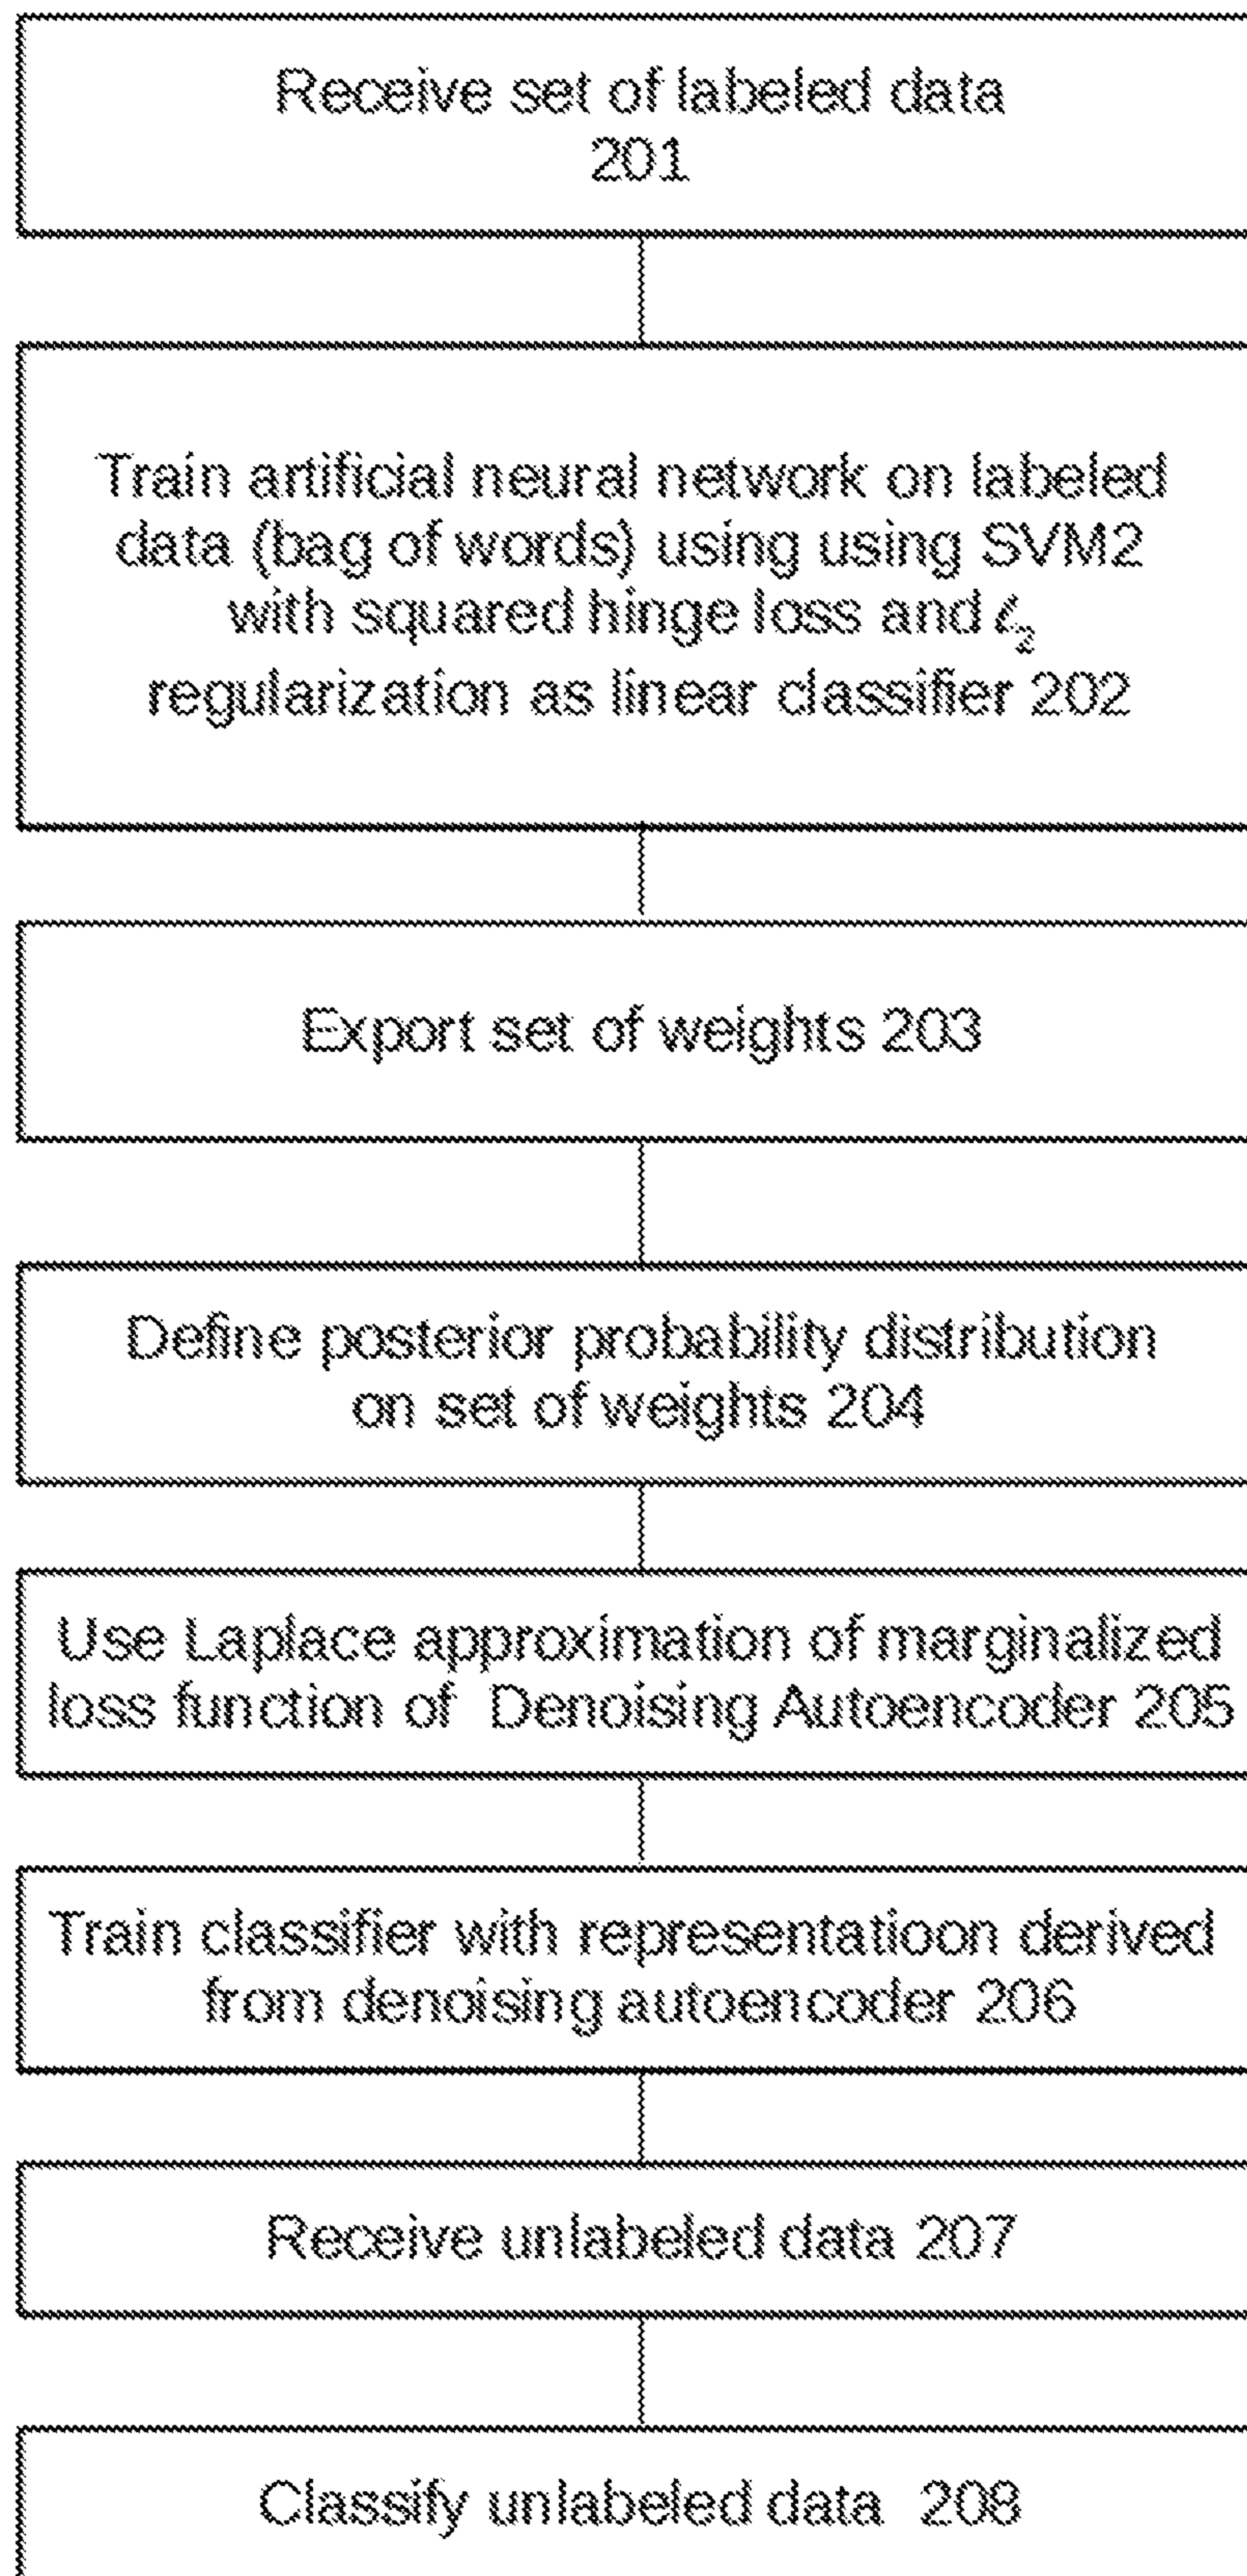 Receive set of labeled data
201
Train artificial neural network on labeled
data (bag of words) using using SVM2
with squared hinge loss and ℓ₂
regularization as linear classifier 202
Export set of weights 203
Define posterior probability distribution
on set of weights 204
Use Laplace approximation of marginalized
loss function of Denoising Autoencoder 205
Train classifier with representatioon derived
from denoising autoencoder 206
Receive unlabeled data 207
Classify unlabeled data 208